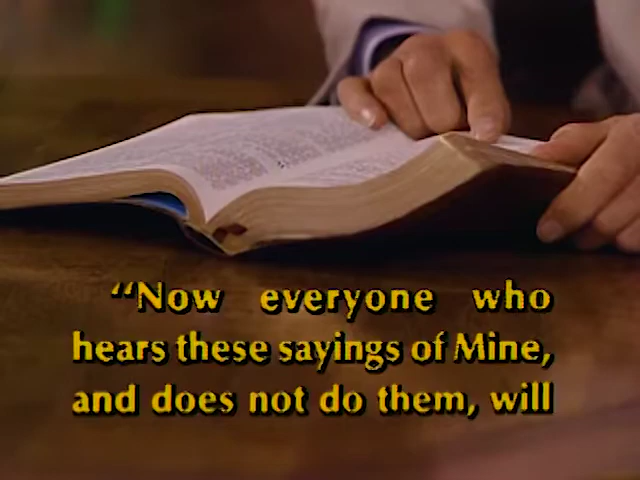 “Now everyone who
hears these sayings of Mine,
and does not do them, will